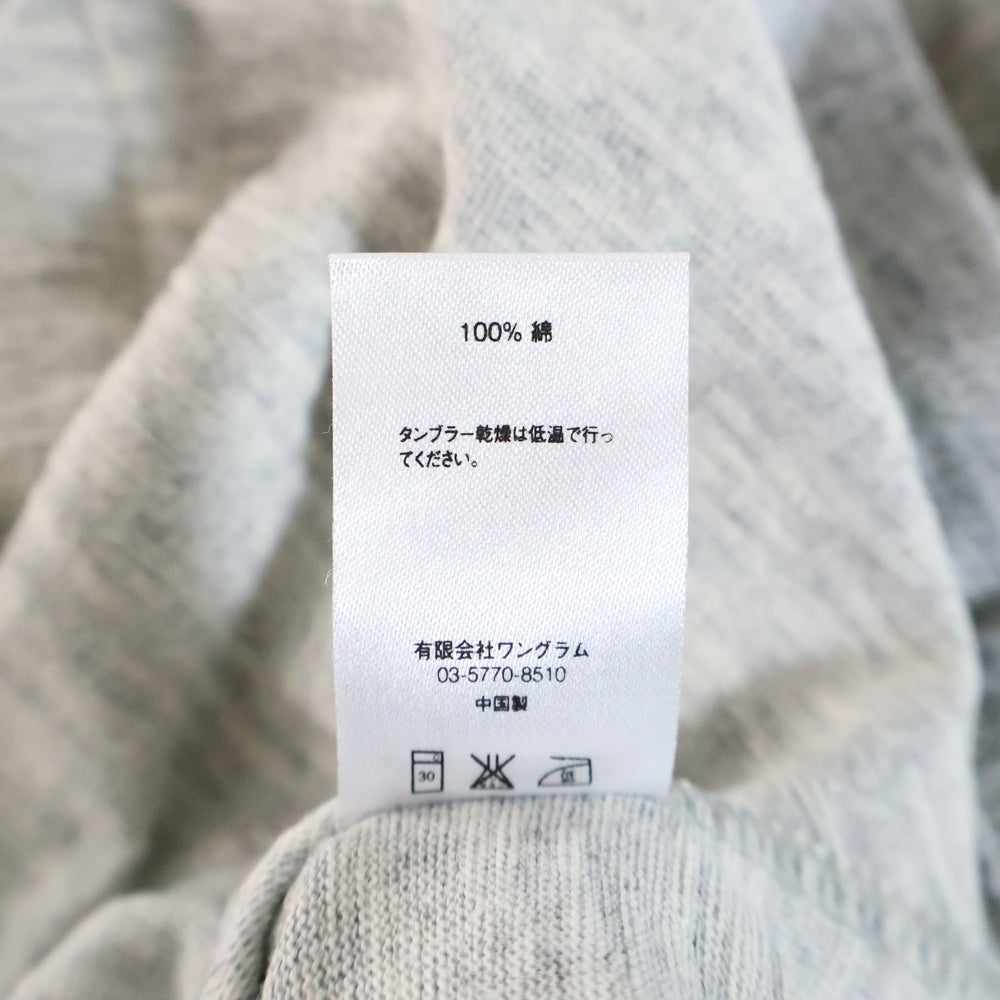 100% 綿
タンブラー乾燥は低温で行っ
てください。
有限会社ワングラム
03-5770-8510
中国製
30
低